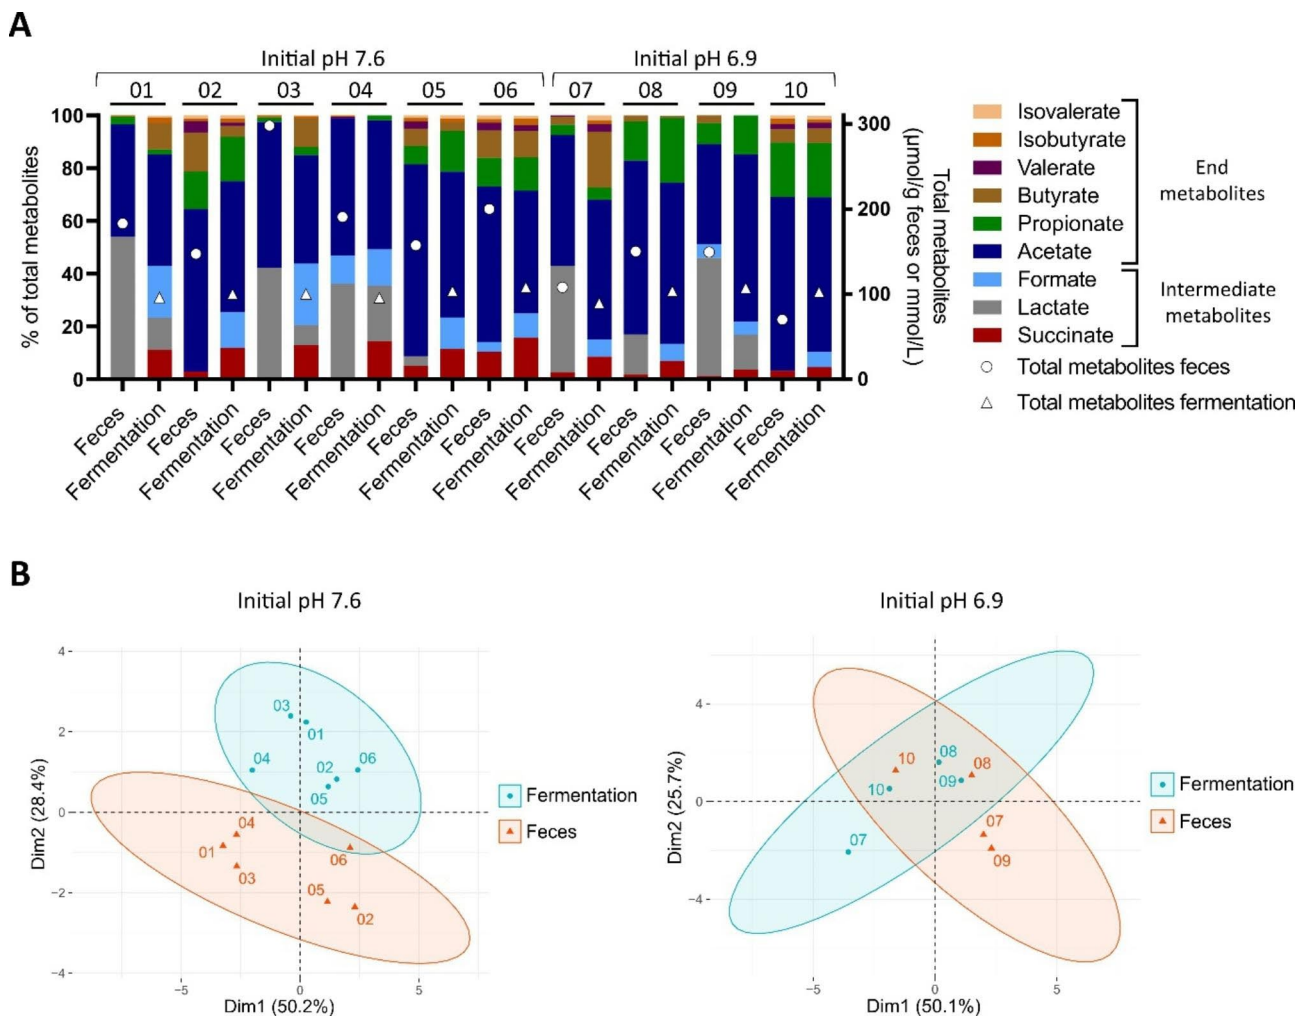 A
Initial pH 7.6
Initial pH 6.9
01 02 03 04 05 06 07 08 09 10
% of total metabolites
100
80
60
40
20
0
300
200
100
0
Total metabolites
(μmol/g feces or mmol/L)
Feces
Fermentation
Feces
Fermentation
Feces
Fermentation
Feces
Fermentation
Feces
Fermentation
Feces
Fermentation
Feces
Fermentation
Feces
Fermentation
Feces
Fermentation
Feces
Fermentation
Isovalerate
Isobutyrate
Valerate
Butyrate
Propionate
Acetate
Formate
Lactate
Succinate
Total metabolites feces
Total metabolites fermentation
End
metabolites
Intermediate
metabolites
B
Initial pH 7.6
Dim2 (28.4%)
4
2
0
−2
−4
03
01
04
02
06
05
04
01
03
06
05
02
−5
0
5
Dim1 (50.2%)
Fermentation
Feces
Initial pH 6.9
Dim2 (25.7%)
4
0
−4
10
08
08
10
09
07
07
09
−5
0
5
Dim1 (50.1%)
Fermentation
Feces